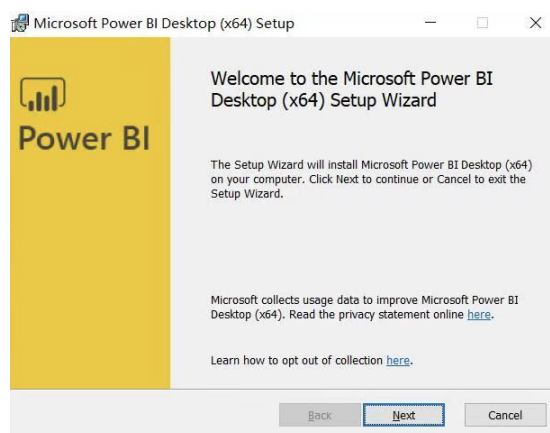 Microsoft Power BI Desktop (x64) Setup
Power BI
Welcome to the Microsoft Power BI
Desktop (x64) Setup Wizard
The Setup Wizard will install Microsoft Power BI Desktop (x64)
on your computer. Click Next to continue or Cancel to exit the
Setup Wizard.
Microsoft collects usage data to improve Microsoft Power BI
Desktop (x64). Read the privacy statement online here.
Learn how to opt out of collection here.
Back Next Cancel